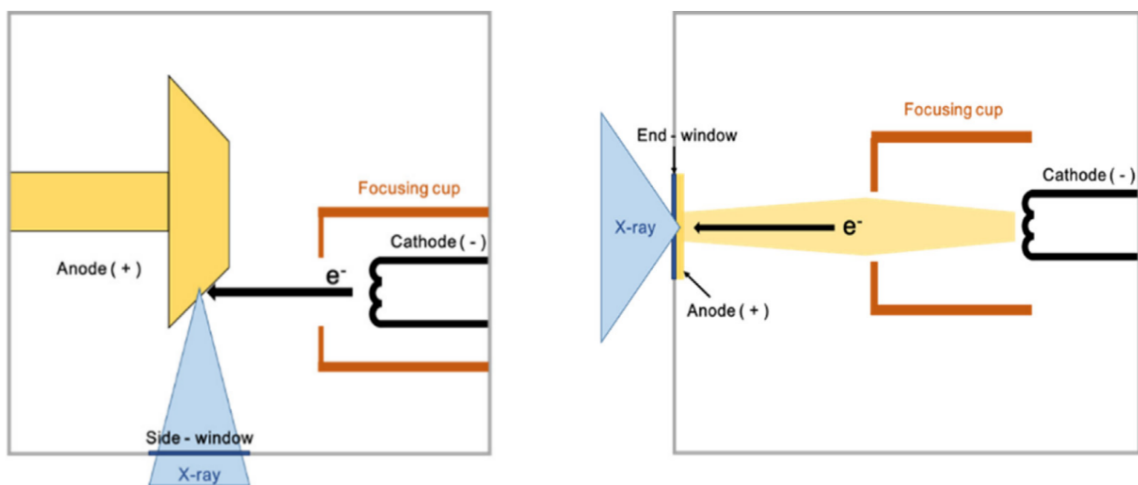 Focusing cup
Cathode ( - )
Anode ( + )
e-
Side - window
X-ray
Focusing cup
End - window
Cathode ( - )
X-ray
e-
Anode ( + )